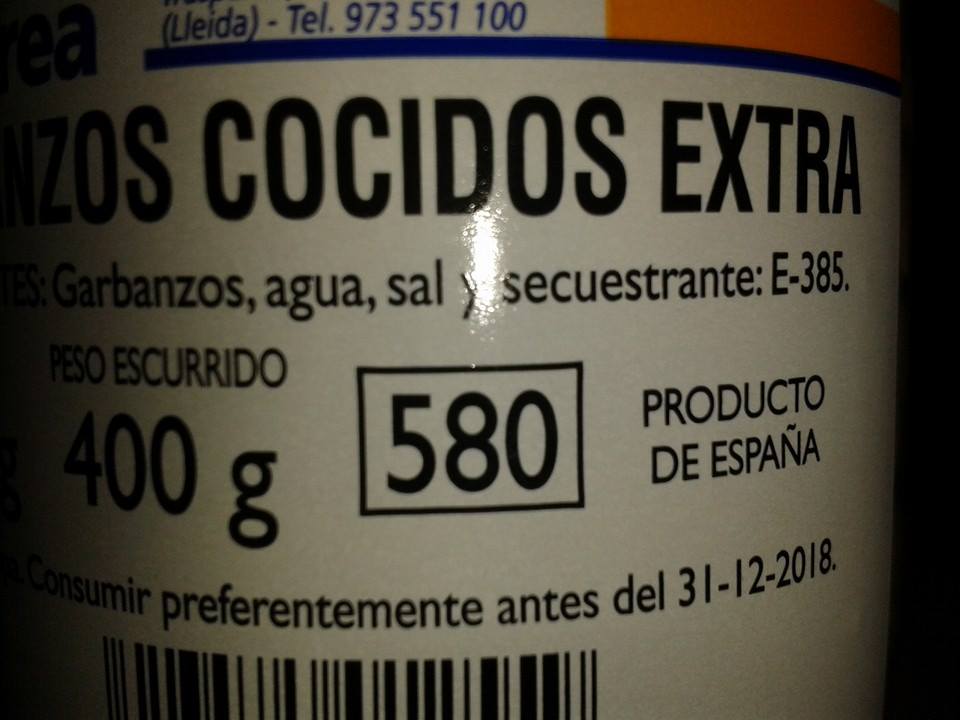 rea
(Lleida) - Tel. 973 551 100
NZOS COCIDOS EXTRA
TES: Garbanzos, agua, sal y secuestrante: E-385.
PESO ESCURRIDO
g 400 g
580
PRODUCTO
DE ESPAÑA
Consumir preferentemente antes del 31-12-2018.